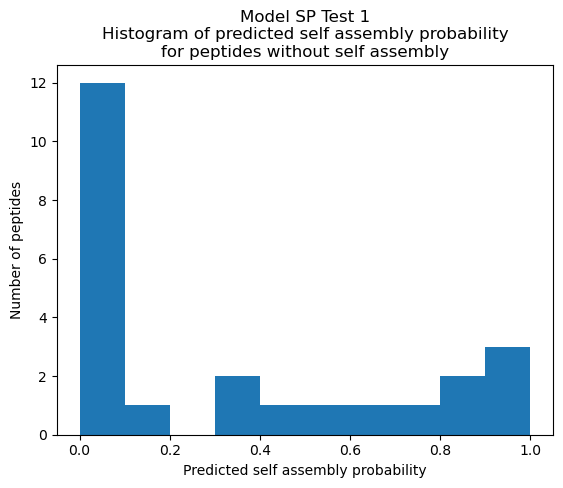 Model SP Test 1
Histogram of predicted self assembly probability
for peptides without self assembly
12
10
8
6
4
2
0
Number of peptides
0.0 0.2 0.4 0.6 0.8 1.0
Predicted self assembly probability